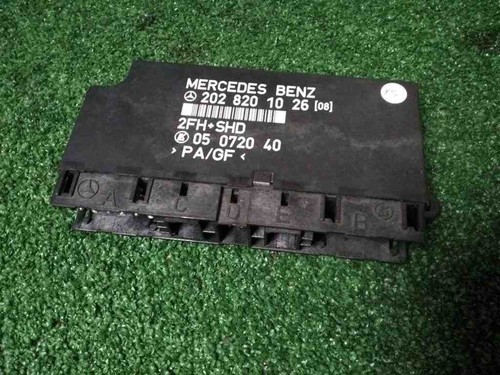 MERCEDES BENZ
202 820 10 26 [08]
2FH+SHD
05 0720 40
>PA/GF<
A C D E B